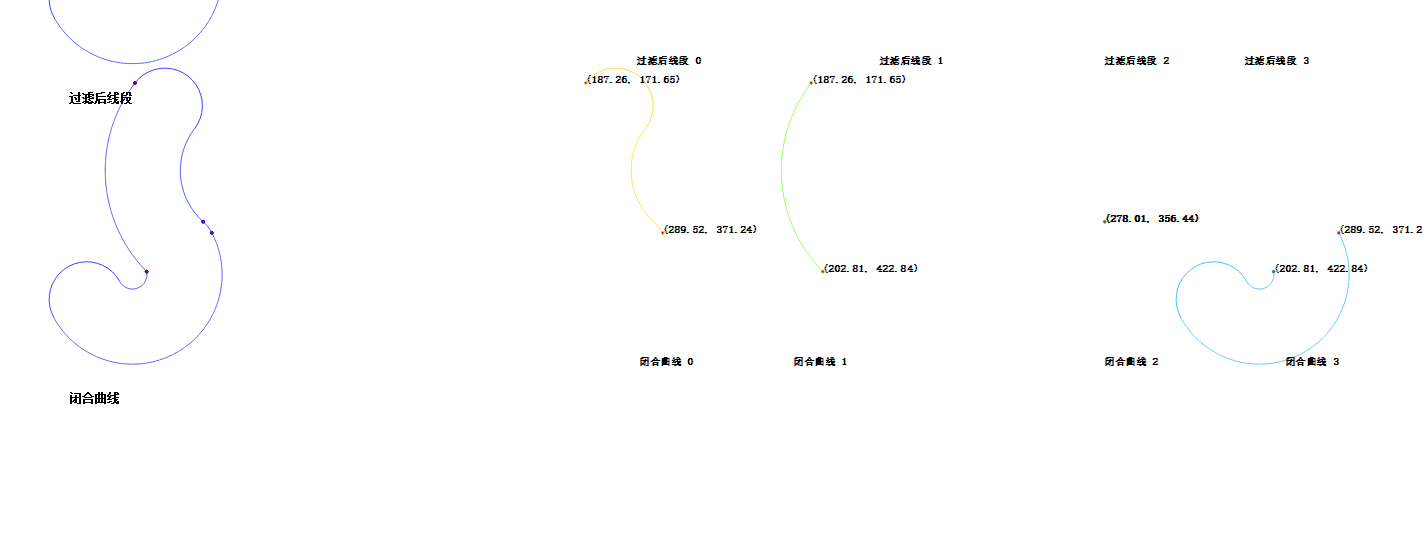 过滤后线段 0
过滤后线段 1
过滤后线段 2
过滤后线段 3
{187.26, 171.65}
{187.26, 171.65}
过滤后线段
{278.01, 356.44}
{289.52, 371.24}
{289.52, 371.2
{202.81, 422.84}
{202.81, 422.84}
闭合曲线 0
闭合曲线 1
闭合曲线 2
闭合曲线 3
闭合曲线